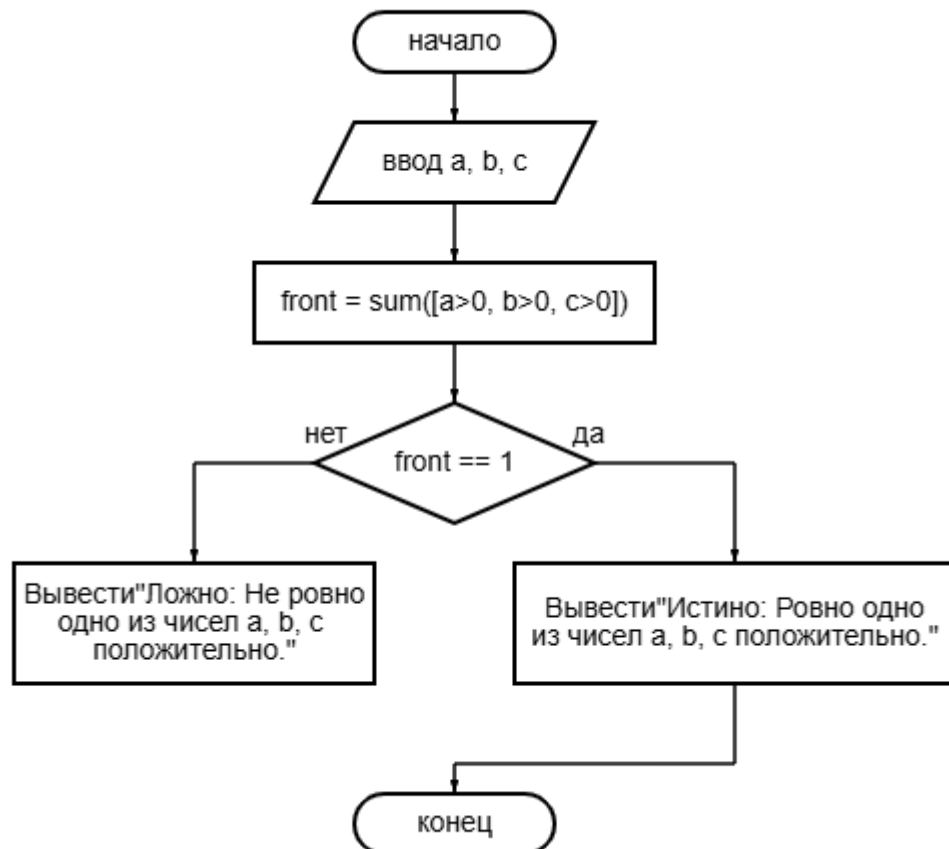 начало
ввод a, b, c
front = sum([a>0, b>0, c>0])
нет
да
front == 1
Вывести"Ложно: Не ровно
одно из чисел a, b, c
положительно."
Вывести"Истино: Ровно одно
из чисел a, b, c положительно."
конец